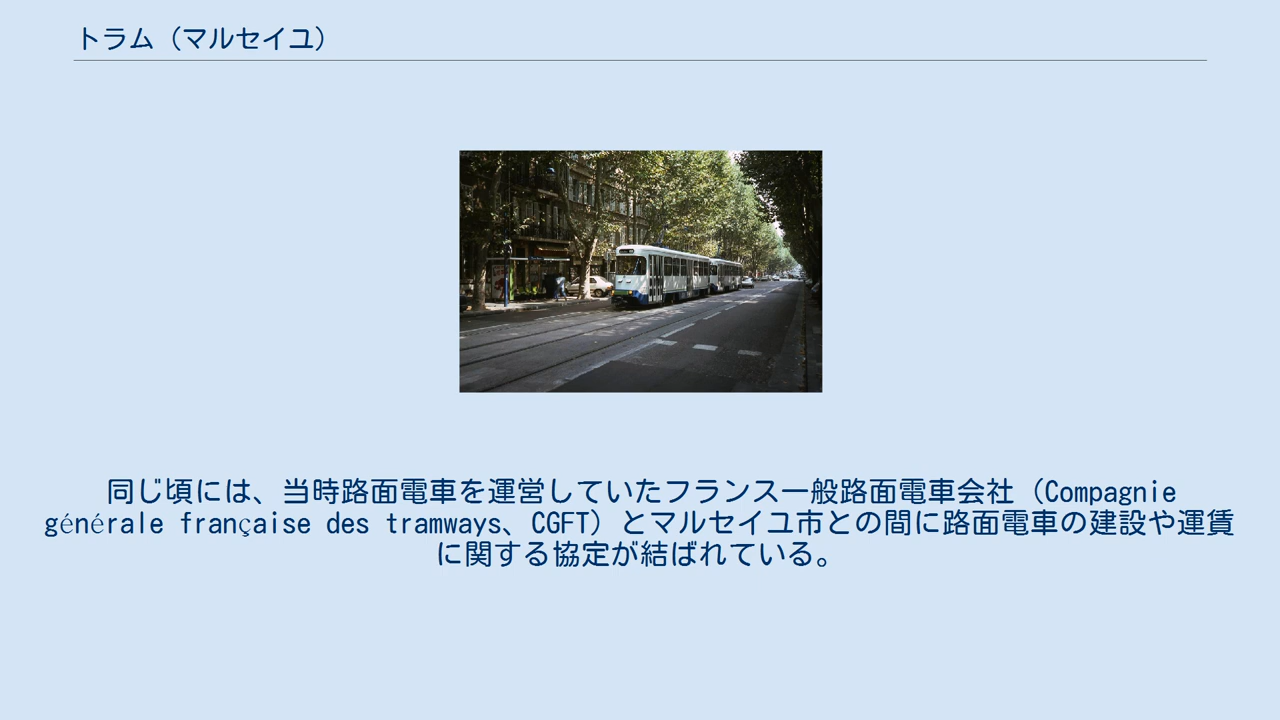 トラム（マルセイユ）
同じ頃には、当時路面電車を運営していたフランス一般路面電車会社（Compagnie
générale française des tramways、CGFT）とマルセイユ市との間に路面電車の建設や運賃
に関する協定が結ばれている。